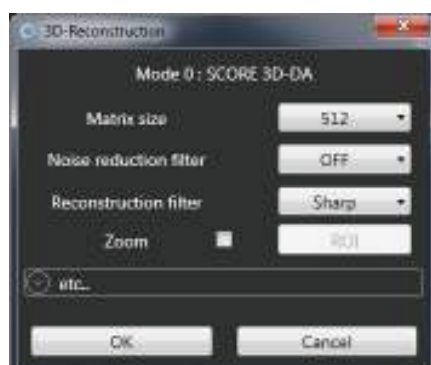 3D-Reconstruction
Mode 0 : SCORE 3D-DA
Matrix size 512
Noise reduction filter OFF
Reconstruction filter Sharp
Zoom ROI
etc..
OK Cancel